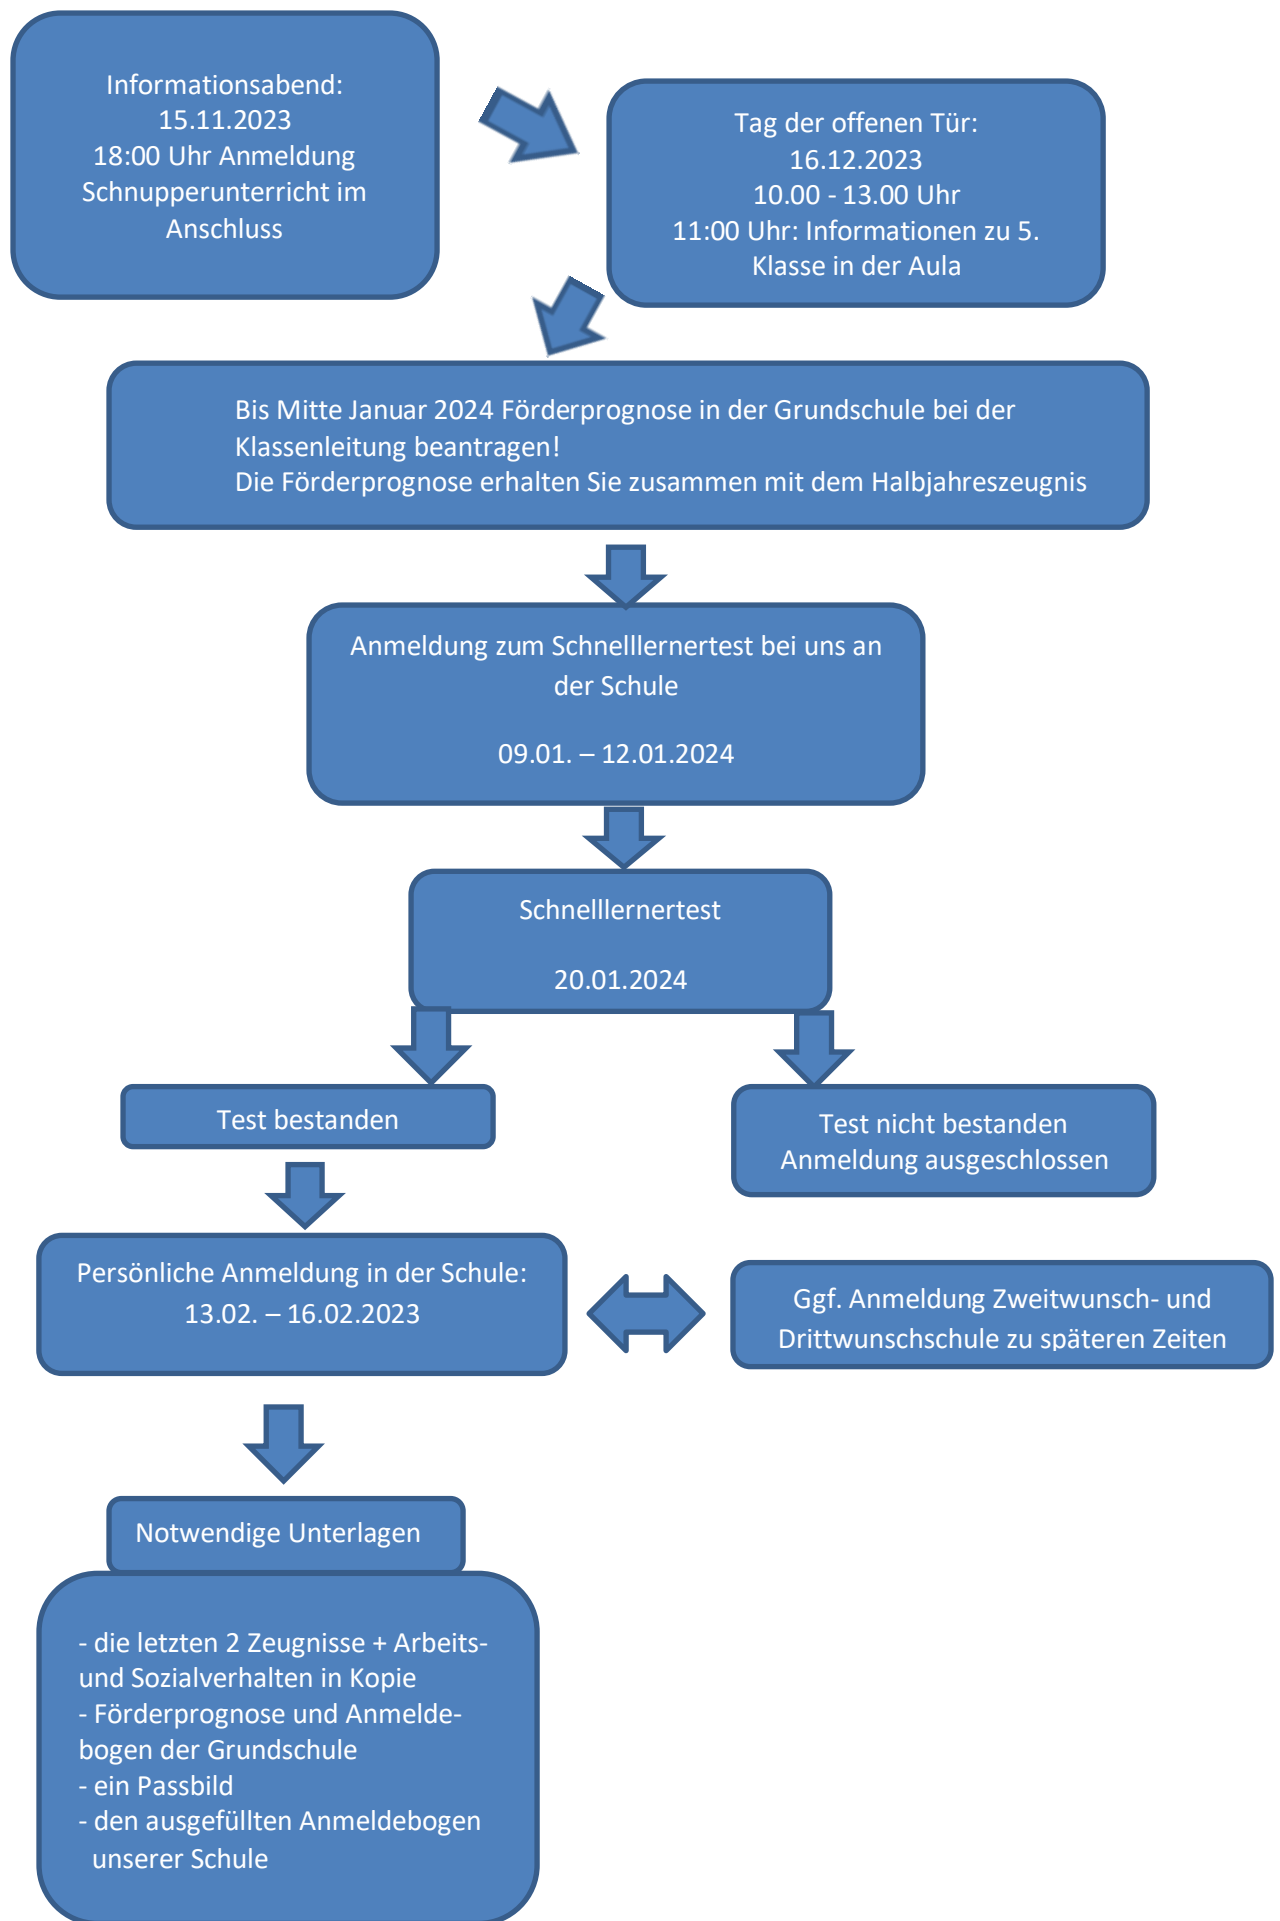 Informationsabend:
15.11.2023
18:00 Uhr Anmeldung
Schnupperunterricht im
Anschluss
Tag der offenen Tür:
16.12.2023
10.00 - 13.00 Uhr
11:00 Uhr: Informationen zu 5.
Klasse in der Aula
Bis Mitte Januar 2024 Förderprognose in der Grundschule bei der
Klassenleitung beantragen!
Die Förderprognose erhalten Sie zusammen mit dem Halbjahreszeugnis
Anmeldung zum Schnelllernertest bei uns an
der Schule
09.01. – 12.01.2024
Schnelllernertest
20.01.2024
Test bestanden
Test nicht bestanden
Anmeldung ausgeschlossen
Persönliche Anmeldung in der Schule:
13.02. – 16.02.2023
Ggf. Anmeldung Zweitwunsch- und
Drittwunschschule zu späteren Zeiten
Notwendige Unterlagen
- die letzten 2 Zeugnisse + Arbeits-
und Sozialverhalten in Kopie
- Förderprognose und Anmelde-
bogen der Grundschule
- ein Passbild
- den ausgefüllten Anmeldebogen
unserer Schule